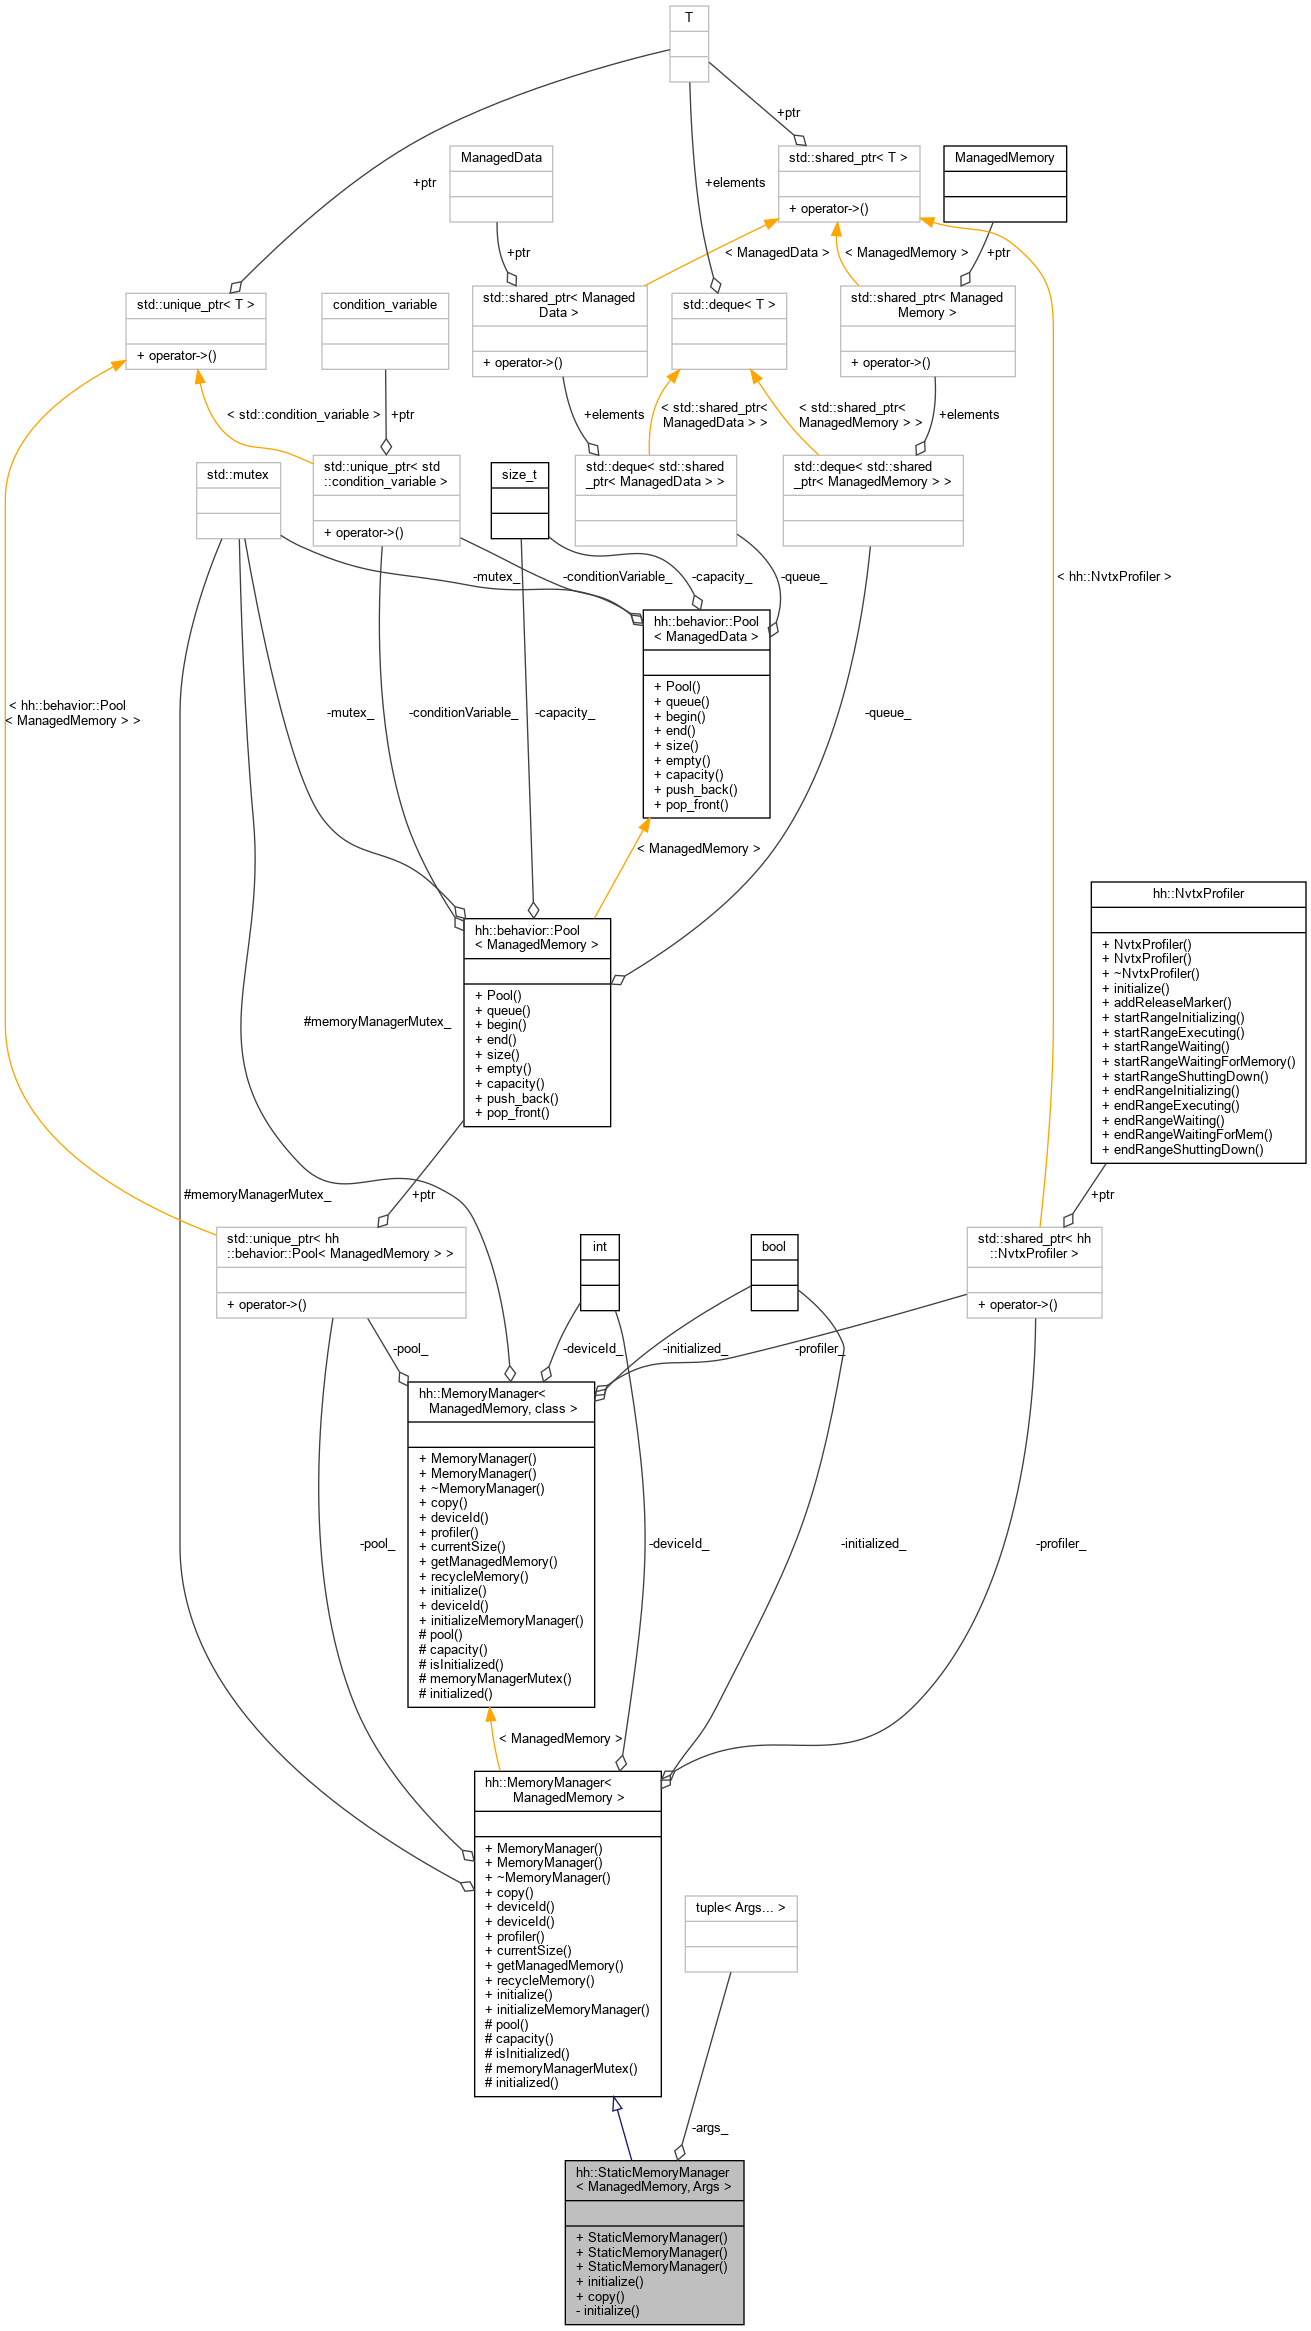 T
+ptr
ManagedData
std::shared_ptr< T >
+ operator->()
ManagedMemory
+ptr
+elements
+ptr
< ManagedData >
< ManagedMemory >
+ptr
std::unique_ptr< T >
+ operator->()
condition_variable
std::shared_ptr< Managed
Data >
+ operator->()
std::deque< T >
std::shared_ptr< Managed
Memory >
+ operator->()
< std::condition_variable >
+ptr
+elements
< std::shared_ptr<
ManagedData > >
< std::shared_ptr<
ManagedMemory > >
+elements
std::mutex
std::unique_ptr< std
::condition_variable >
+ operator->()
size_t
std::deque< std::shared
_ptr< ManagedData > >
std::deque< std::shared
_ptr< ManagedMemory > >
-mutex_
-conditionVariable_
-capacity_
-queue_
< hh::NvtxProfiler >
hh::behavior::Pool
< ManagedData >
+ Pool()
+ queue()
+ begin()
+ end()
+ size()
+ empty()
+ capacity()
+ push_back()
+ pop_front()
< hh::behavior::Pool
< ManagedMemory > >
-mutex_
-conditionVariable_
-capacity_
-queue_
< ManagedMemory >
hh::behavior::Pool
< ManagedMemory >
+ Pool()
+ queue()
+ begin()
+ end()
+ size()
+ empty()
+ capacity()
+ push_back()
+ pop_front()
hh::NvtxProfiler
+ NvtxProfiler()
+ NvtxProfiler()
+ ~NvtxProfiler()
+ initialize()
+ addReleaseMarker()
+ startRangeInitializing()
+ startRangeExecuting()
+ startRangeWaiting()
+ startRangeWaitingForMemory()
+ startRangeShuttingDown()
+ endRangeInitializing()
+ endRangeExecuting()
+ endRangeWaiting()
+ endRangeWaitingForMem()
+ endRangeShuttingDown()
#memoryManagerMutex_
#memoryManagerMutex_
+ptr
+ptr
std::unique_ptr< hh
::behavior::Pool< ManagedMemory > >
+ operator->()
int
bool
std::shared_ptr< hh
::NvtxProfiler >
+ operator->()
-pool_
-deviceId_
-initialized_
-profiler_
hh::MemoryManager<
ManagedMemory, class >
+ MemoryManager()
+ MemoryManager()
+ ~MemoryManager()
+ copy()
+ deviceId()
+ profiler()
+ currentSize()
+ getManagedMemory()
+ recycleMemory()
+ initialize()
+ deviceId()
+ initializeMemoryManager()
# pool()
# capacity()
# isInitialized()
# memoryManagerMutex()
# initialized()
-pool_
-deviceId_
-initialized_
-profiler_
< ManagedMemory >
hh::MemoryManager<
ManagedMemory >
+ MemoryManager()
+ MemoryManager()
+ ~MemoryManager()
+ copy()
+ deviceId()
+ deviceId()
+ profiler()
+ currentSize()
+ getManagedMemory()
+ recycleMemory()
+ initialize()
+ initializeMemoryManager()
# pool()
# capacity()
# isInitialized()
# memoryManagerMutex()
# initialized()
tuple< Args... >
-args_
hh::StaticMemoryManager
< ManagedMemory, Args >
+ StaticMemoryManager()
+ StaticMemoryManager()
+ StaticMemoryManager()
+ initialize()
+ copy()
- initialize()